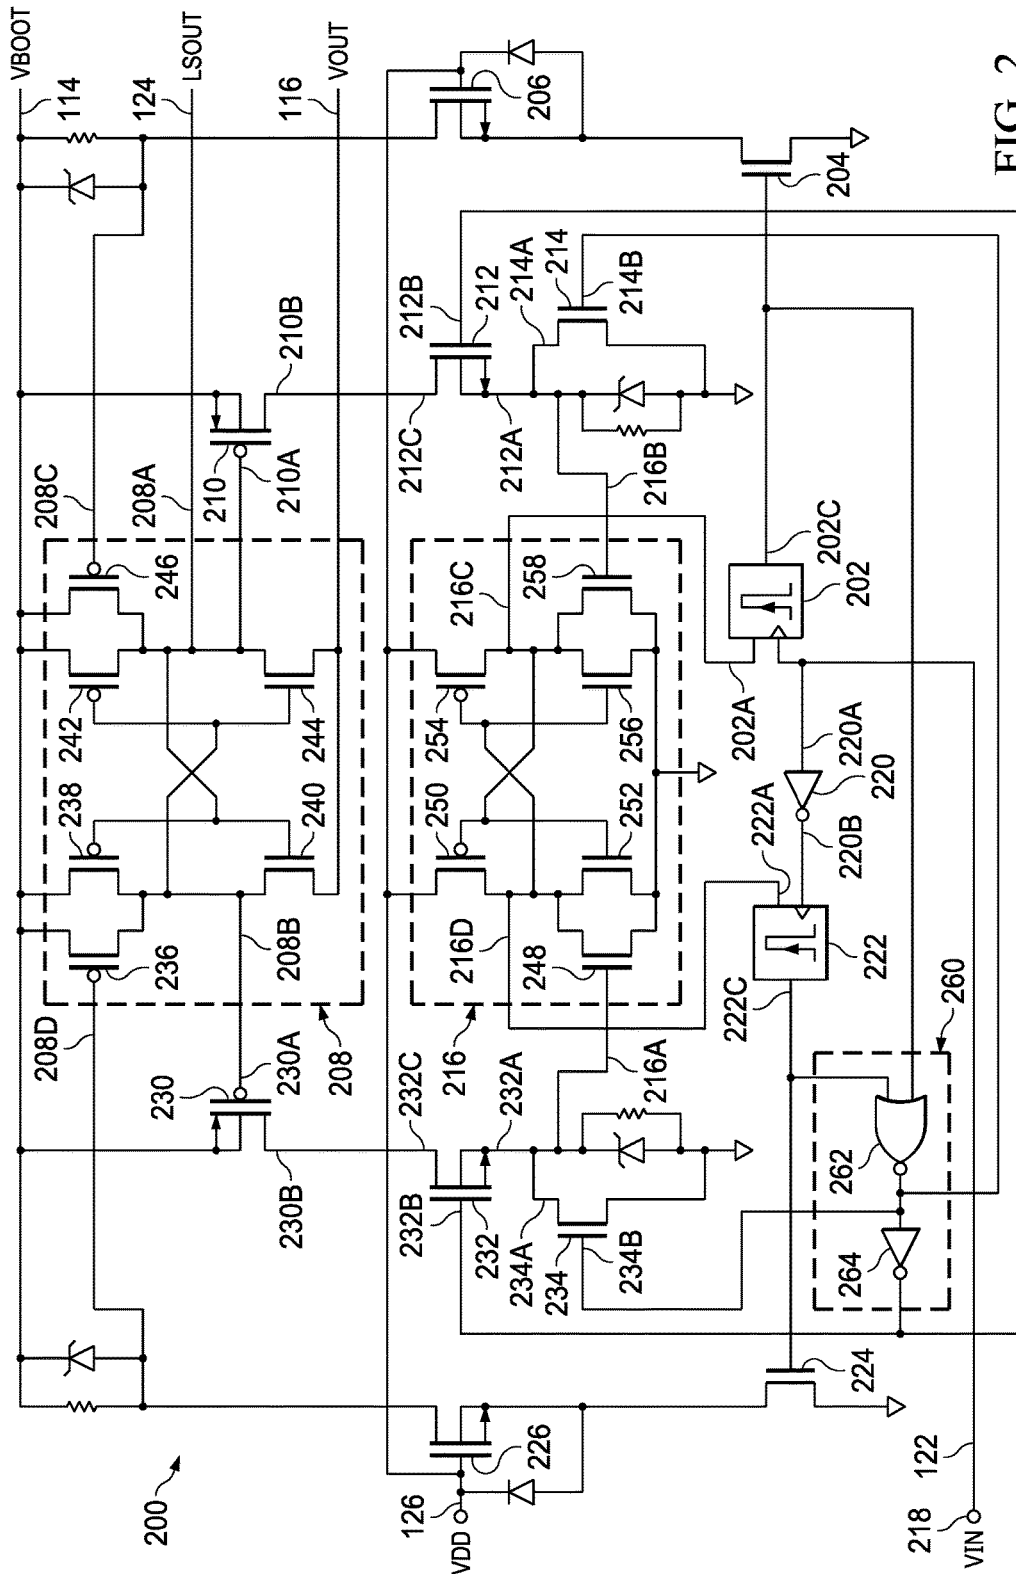 VBOOT
114
LSOUT
124
VOUT
116
206
204
FIG. 2
208C
208A
210
210A
210B
212C
212B
212
212A
214A
214
214B
216B
246
242
244
238
240
236
208B
208D
208
230
230A
230B
216C
258
254
256
250
252
216D
248
216
216A
232C
232A
232B
232
234A
234
234B
202C
202
202A
220A
220
220B
222A
222
222C
260
262
264
224
226
126
VDD
122
218
VIN
200